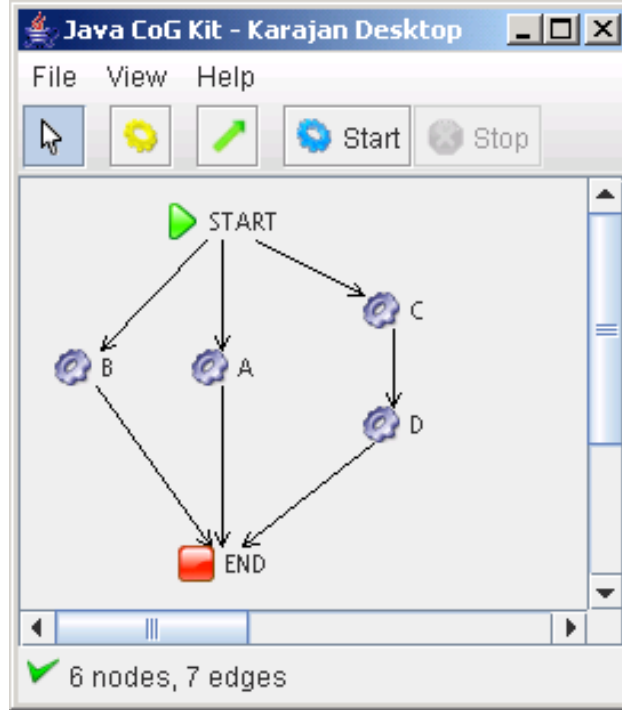 Java CoG Kit - Karajan Desktop
File View Help
Start Stop
START
C
B A
D
END
6 nodes, 7 edges